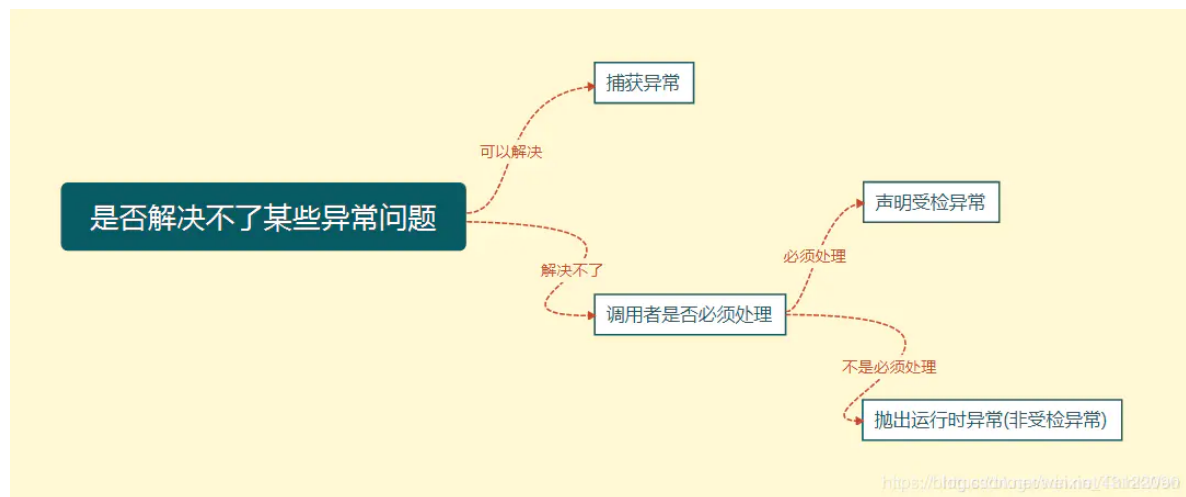 捕获异常
可以解决
是否解决不了某些异常问题
声明受检异常
必须处理
解决不了
调用者是否必须处理
不是必须处理
抛出运行时异常(非受检异常)